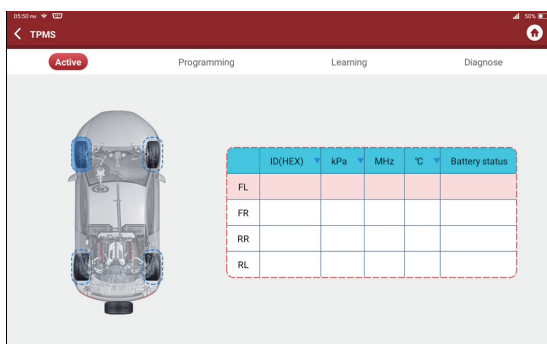 05:50 PM 50%
TPMS
Active Programming Learning Diagnose
ID(HEX) kPa MHz °C Battery status
FL
FR
RR
RL